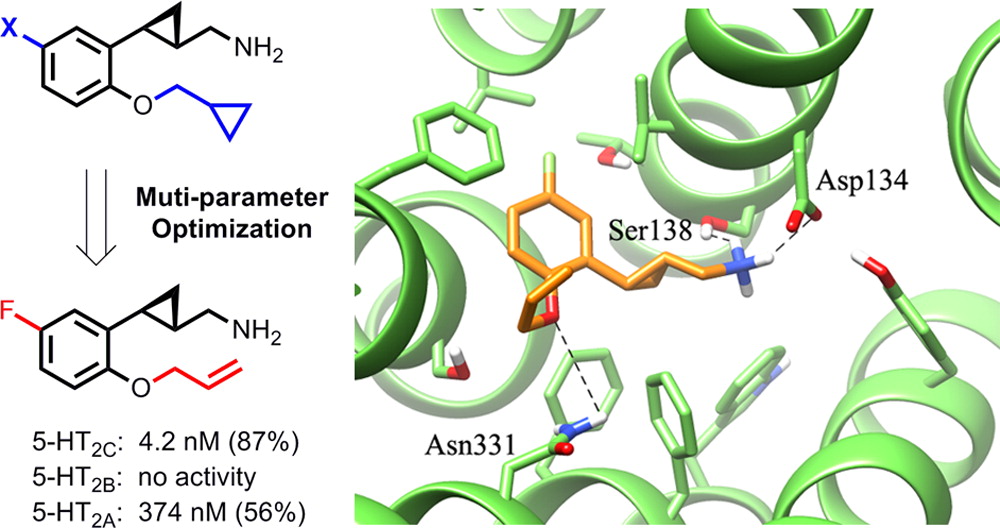 X
NH2
O
Muti-parameter
Optimization
F
NH2
O
5-HT2C: 4.2 nM (87%)
5-HT2B: no activity
5-HT2A: 374 nM (56%)
Asp134
Ser138
Asn331